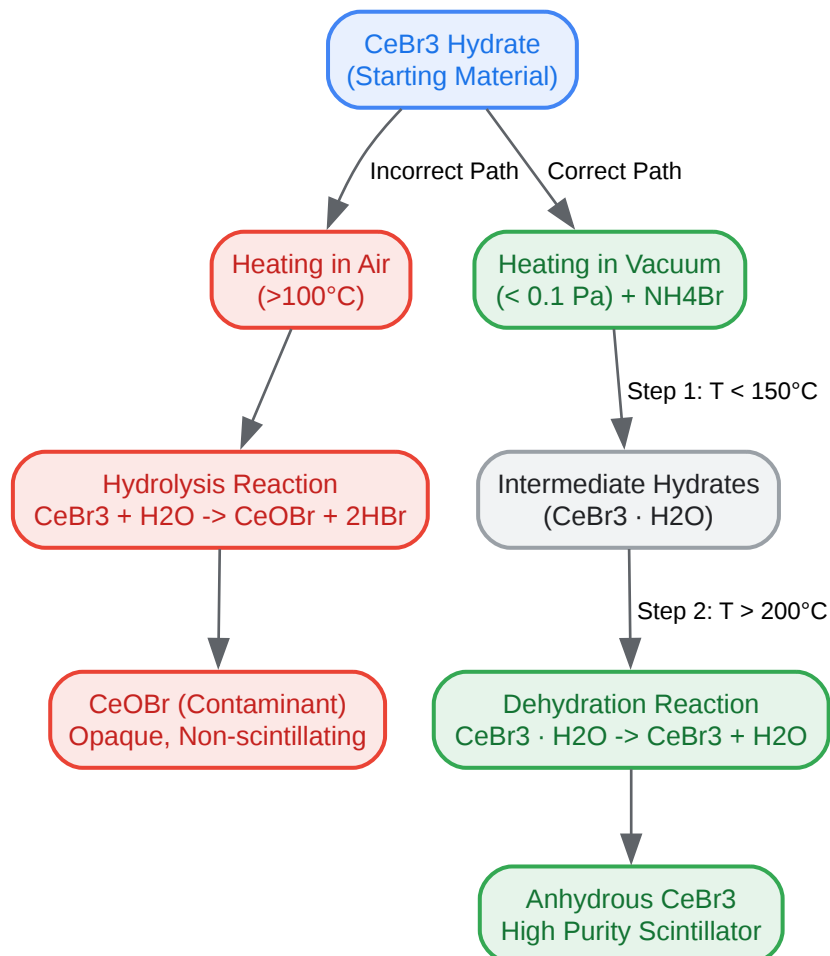 CeBr3 Hydrate
(Starting Material)
Incorrect Path
Correct Path
Heating in Air
(>100°C)
Heating in Vacuum
(< 0.1 Pa) + NH4Br
Step 1: T < 150°C
Hydrolysis Reaction
CeBr3 + H2O -> CeOBr + 2HBr
Intermediate Hydrates
(CeBr3 · H2O)
Step 2: T > 200°C
CeOBr (Contaminant)
Opaque, Non-scintillating
Dehydration Reaction
CeBr3 · H2O -> CeBr3 + H2O
Anhydrous CeBr3
High Purity Scintillator